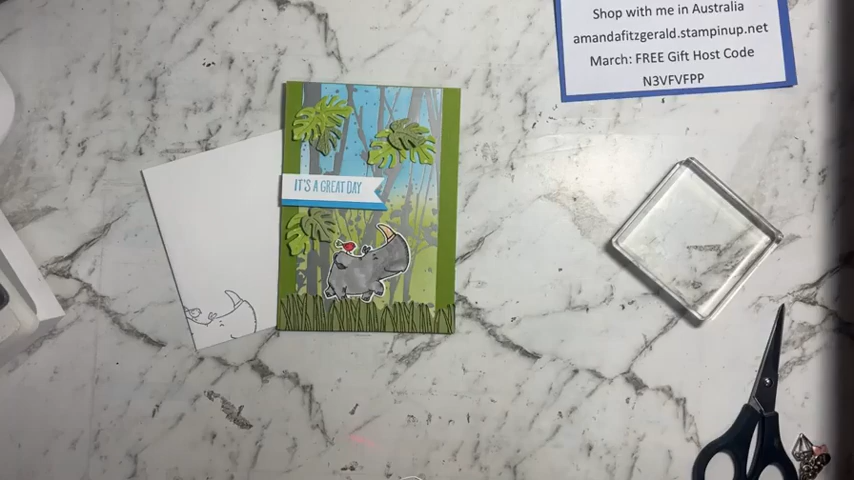 Shop with me in Australia
amandafitzgerald.stampinup.net
March: FREE Gift Host Code
N3VFVFPP
IT'S A GREAT DAY